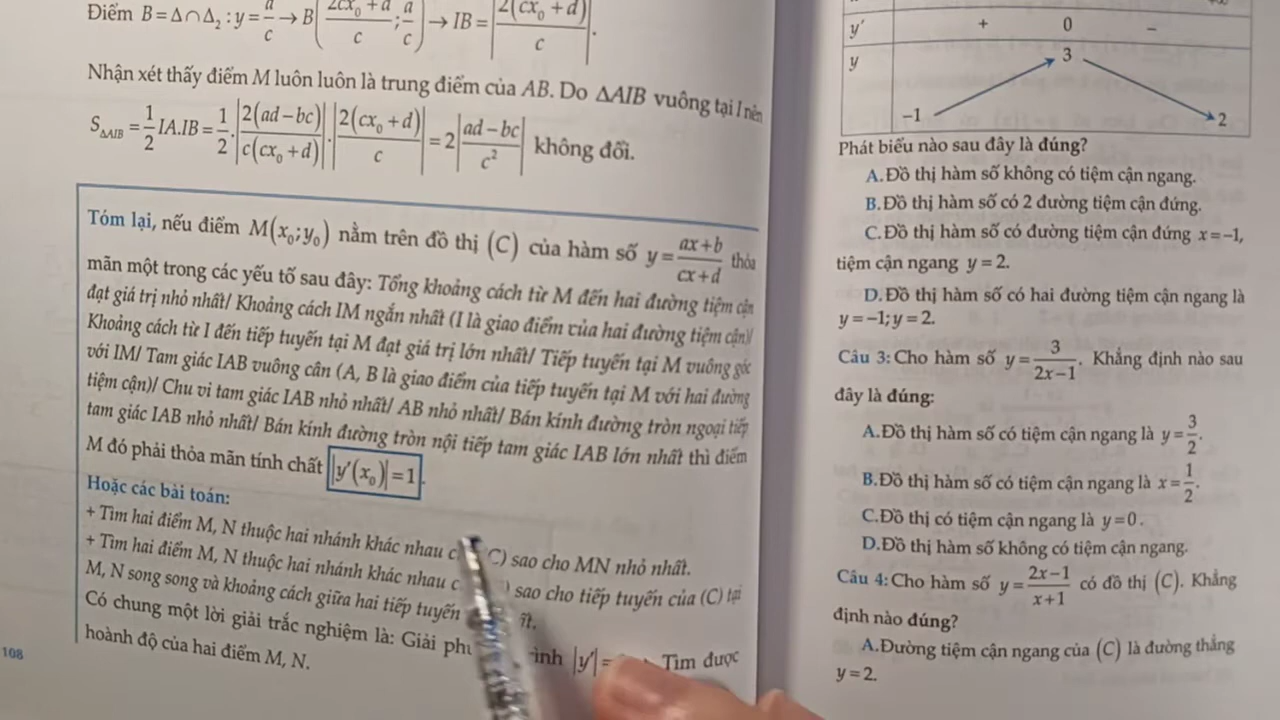 Điểm B = Δ ∩ Δ₂ : y = a/c → B((2cx₀ + d)/c; a/c) → IB = |2(cx₀ + d)/c|.
Nhận xét thấy điểm M luôn luôn là trung điểm của AB. Do ΔAIB vuông tại I nên
S_ΔAIB = 1/2 IA.IB = 1/2.|2(ad – bc)/c(cx₀ + d)|.|2(cx₀ + d)/c| = 2|ad – bc/c²| không đổi.
Tóm lại, nếu điểm M(x₀; y₀) nằm trên đồ thị (C) của hàm số y = (ax + b)/(cx + d) thỏa
mãn một trong các yếu tố sau đây: Tổng khoảng cách từ M đến hai đường tiệm cận
đạt giá trị nhỏ nhất/ Khoảng cách IM ngắn nhất (I là giao điểm của hai đường tiệm cận)/
Khoảng cách từ I đến tiếp tuyến tại M đạt giá trị lớn nhất/ Tiếp tuyến tại M vuông góc
với IM/ Tam giác IAB vuông cân (A, B là giao điểm của tiếp tuyến tại M với hai đường
tiệm cận)/ Chu vi tam giác IAB nhỏ nhất/ AB nhỏ nhất/ Bán kính đường tròn ngoại tiếp
tam giác IAB nhỏ nhất/ Bán kính đường tròn nội tiếp tam giác IAB lớn nhất thì điểm
M đó phải thỏa mãn tính chất |y'(x₀)| = 1.
Hoặc các bài toán:
+ Tìm hai điểm M, N thuộc hai nhánh khác nhau C) sao cho MN nhỏ nhất.
+ Tìm hai điểm M, N thuộc hai nhánh khác nhau ) sao cho tiếp tuyến của (C) tại
M, N song song và khoảng cách giữa hai tiếp tuyến
Có chung một lời giải trắc nghiệm là: Giải |y'| = Tìm được
hoành độ của hai điểm M, N.
108
y' + 0 –
y 3
–1 2
Phát biểu nào sau đây là đúng?
A.Đồ thị hàm số không có tiệm cận ngang.
B.Đồ thị hàm số có 2 đường tiệm cận đứng.
C.Đồ thị hàm số có đường tiệm cận đứng x = –1,
tiệm cận ngang y = 2.
D.Đồ thị hàm số có hai đường tiệm cận ngang là
y = –1; y = 2.
Câu 3: Cho hàm số y = 3/(2x – 1). Khẳng định nào sau
đây là đúng:
A.Đồ thị hàm số có tiệm cận ngang là y = 3/2.
B.Đồ thị hàm số có tiệm cận ngang là x = 1/2.
C.Đồ thị có tiệm cận ngang là y = 0.
D.Đồ thị hàm số không có tiệm cận ngang.
Câu 4: Cho hàm số y = (2x – 1)/(x + 1) có đồ thị (C). Khẳng
định nào đúng?
A.Đường tiệm cận ngang của (C) là đường thẳng
y = 2.